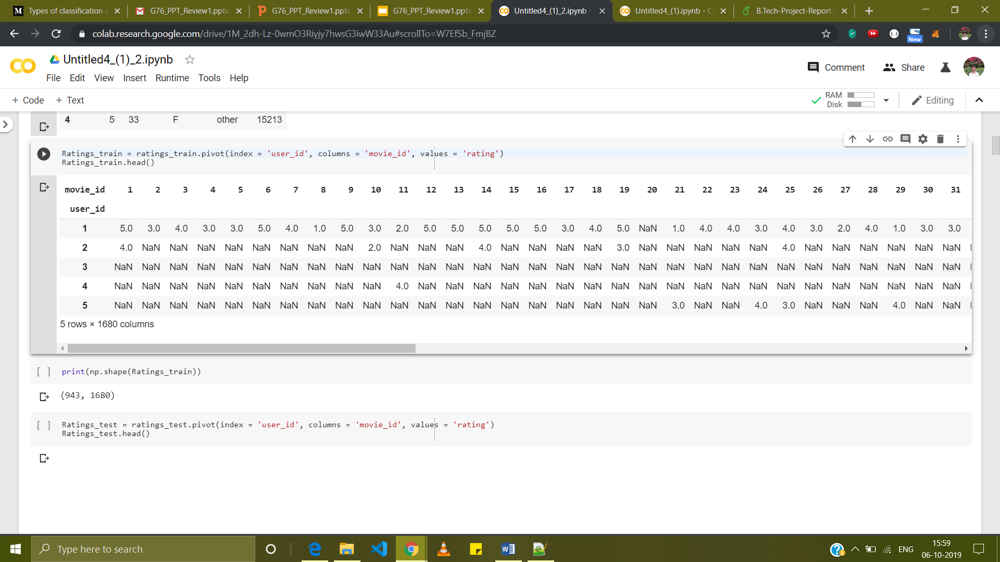 Types of classification a
G76_PPT_Review1.pptx
G76_PPT_Review1.pptx
G76_PPT_Review1.pptx
Untitled4_(1)_2.ipynb -
Untitled4_(1).ipynb - Co
B.Tech-Project-Report-
colab.research.google.com/drive/1M_2dh-Lz-0wmO3Riyjy7hwsG3iwW33Au#scrollTo=W7EfSb_FmjBZ
New
Untitled4_(1)_2.ipynb
File Edit View Insert Runtime Tools Help
Comment
Share
+ Code + Text
RAM
Disk
Editing
4 5 33 F other 15213
Ratings_train = ratings_train.pivot(index = 'user_id', columns = 'movie_id', values = 'rating')
Ratings_train.head()
movie_id 1 2 3 4 5 6 7 8 9 10 11 12 13 14 15 16 17 18 19 20 21 22 23 24 25 26 27 28 29 30 31
user_id
1 5.0 3.0 4.0 3.0 3.0 5.0 4.0 1.0 5.0 3.0 2.0 5.0 5.0 5.0 5.0 5.0 3.0 4.0 5.0 NaN 1.0 4.0 4.0 3.0 4.0 3.0 2.0 4.0 1.0 3.0 3.0
2 4.0 NaN NaN NaN NaN NaN NaN NaN NaN 2.0 NaN NaN NaN 4.0 NaN NaN NaN NaN 3.0 NaN NaN NaN NaN NaN 4.0 NaN NaN NaN NaN NaN NaN
3 NaN NaN NaN NaN NaN NaN NaN NaN NaN NaN NaN NaN NaN NaN NaN NaN NaN NaN NaN NaN NaN NaN NaN NaN NaN NaN NaN NaN NaN NaN NaN
4 NaN NaN NaN NaN NaN NaN NaN NaN NaN NaN 4.0 NaN NaN NaN NaN NaN NaN NaN NaN NaN NaN NaN NaN NaN NaN NaN NaN NaN NaN NaN NaN
5 NaN NaN NaN NaN NaN NaN NaN NaN NaN NaN NaN NaN NaN NaN NaN NaN NaN NaN NaN NaN 3.0 NaN NaN 4.0 3.0 NaN NaN NaN 4.0 NaN NaN
5 rows × 1680 columns
[ ] print(np.shape(Ratings_train))
(943, 1680)
[ ] Ratings_test = ratings_test.pivot(index = 'user_id', columns = 'movie_id', values = 'rating')
Ratings_test.head()
Type here to search
ENG
15:59
06-10-2019